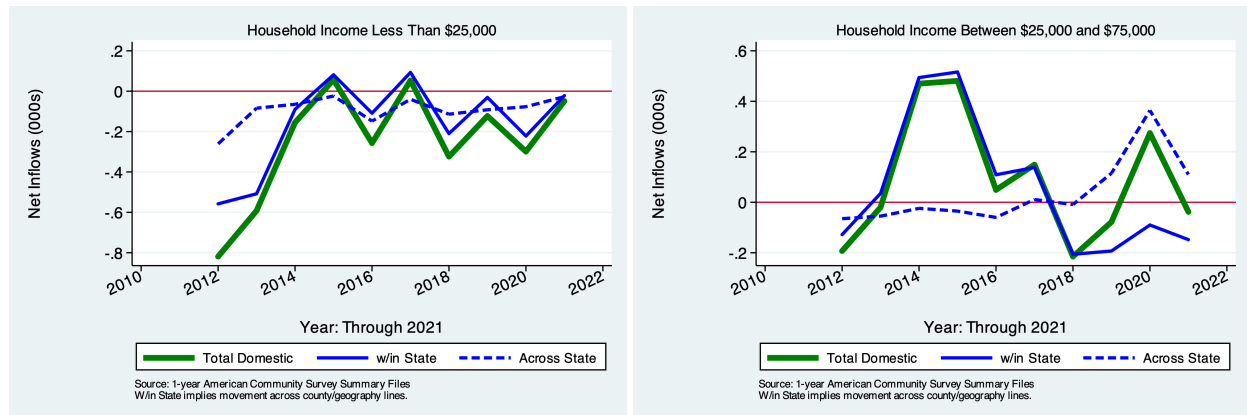 Household Income Less Than $25,000
Net Inflows (000s)
.2
0
-.2
-.4
-.6
-.8
2010
2012
2014
2016
2018
2020
2022
Year: Through 2021
Total Domestic
w/in State
Across State
Source: 1-year American Community Survey Summary Files
W/in State implies movement across county/geography lines.
Household Income Between $25,000 and $75,000
Net Inflows (000s)
.6
.4
.2
0
-.2
2010
2012
2014
2016
2018
2020
2022
Year: Through 2021
Total Domestic
w/in State
Across State
Source: 1-year American Community Survey Summary Files
W/in State implies movement across county/geography lines.